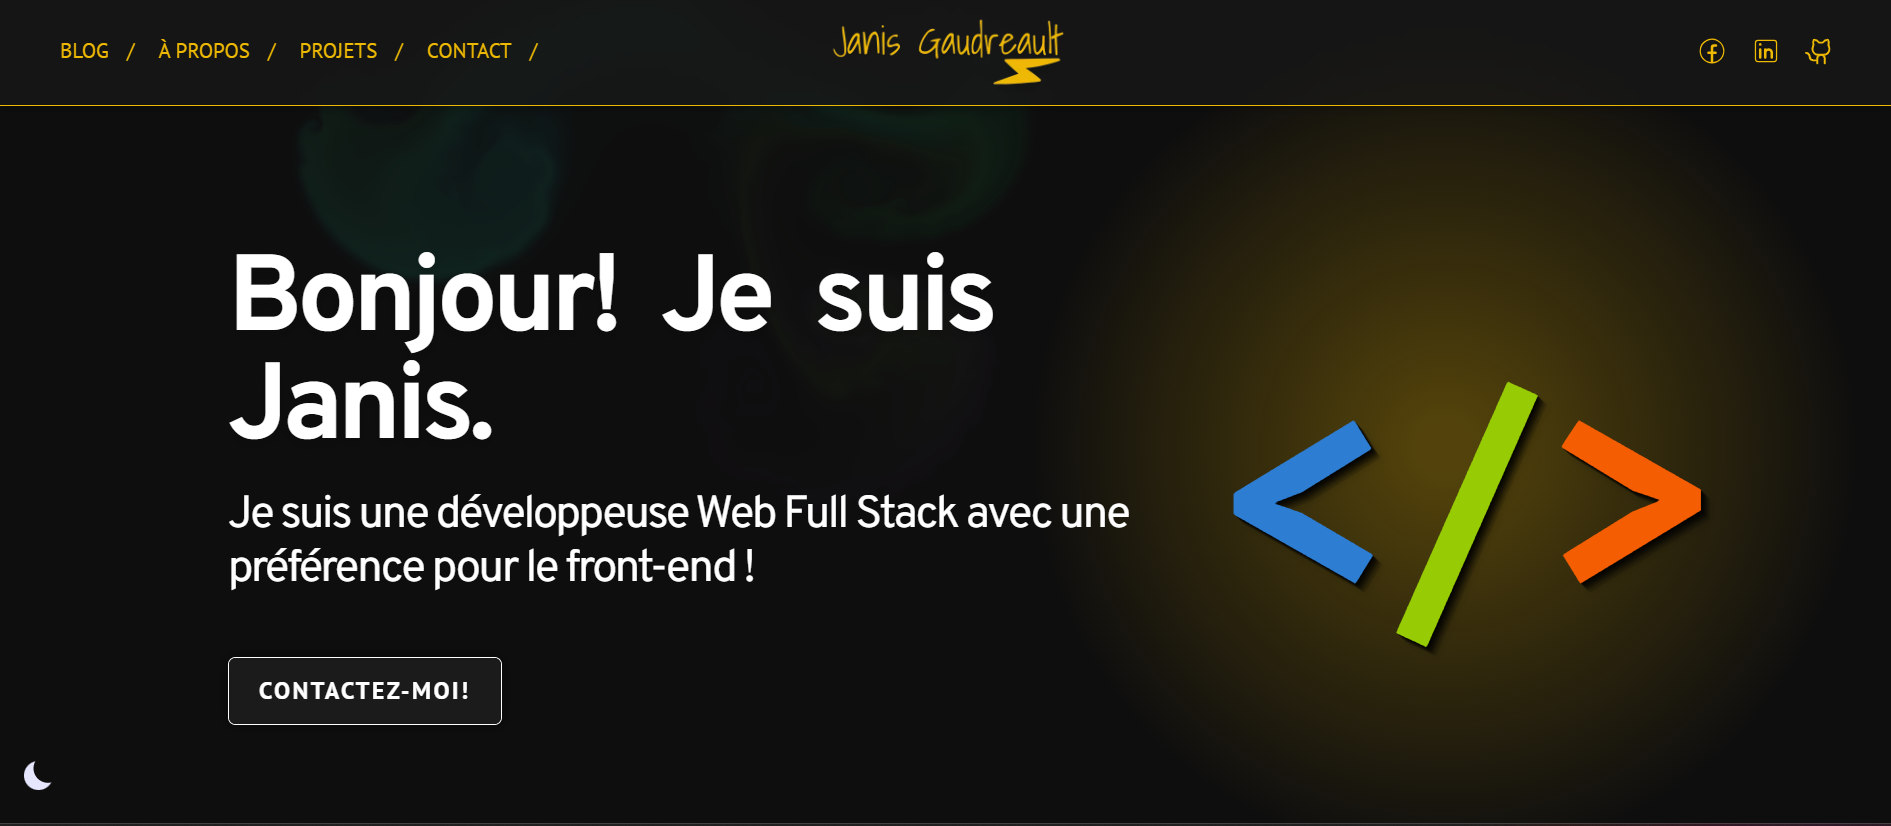 BLOG / À PROPOS / PROJETS / CONTACT /
Janis Gaudreault
Bonjour! Je suis
Janis.
Je suis une développeuse Web Full Stack avec une
préférence pour le front-end !
</>
CONTACTEZ-MOI!